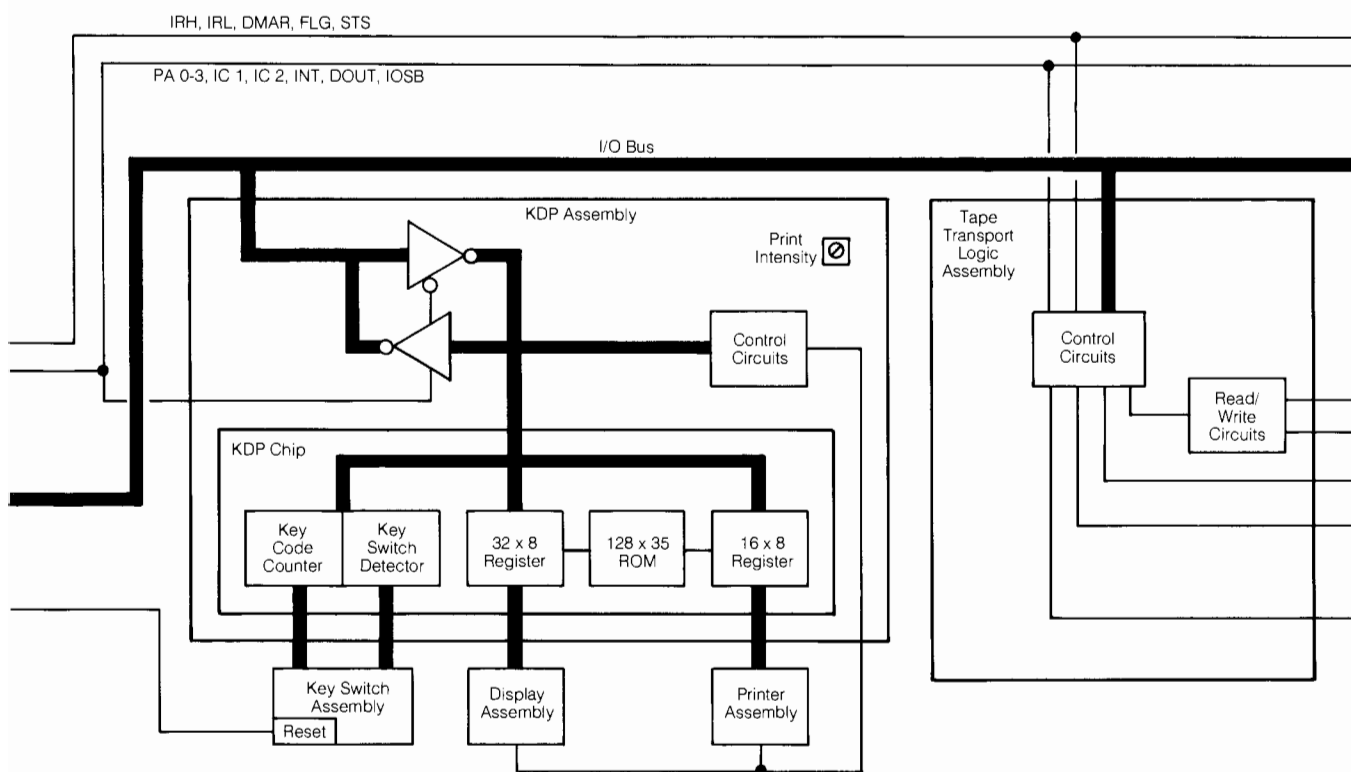 IRH, IRL, DMAR, FLG, STS
PA 0-3, IC 1, IC 2, INT, DOUT, IOSB
I/O Bus
KDP Assembly
Print
Intensity
Tape
Transport
Logic
Assembly
Control
Circuits
Control
Circuits
Read/
Write
Circuits
KDP Chip
Key
Code
Counter
Key
Switch
Detector
32 x 8
Register
128 x 35
ROM
16 x 8
Register
Key Switch
Assembly
Reset
Display
Assembly
Printer
Assembly